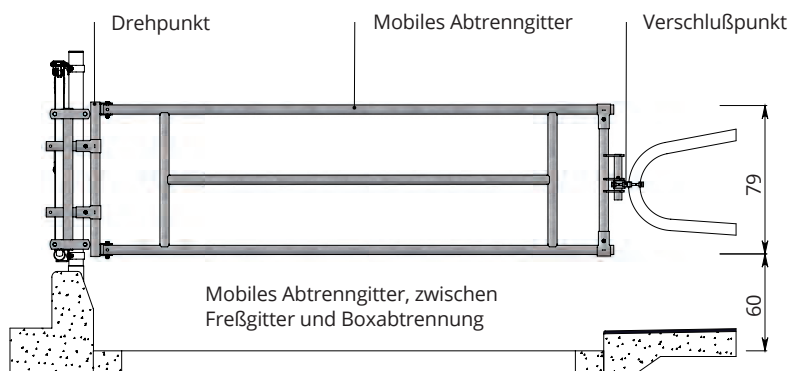 Drehpunkt
Mobiles Abtrenngitter
Verschlußpunkt
79
Mobiles Abtrenngitter, zwischen
Freßgitter und Boxabtrennung
60